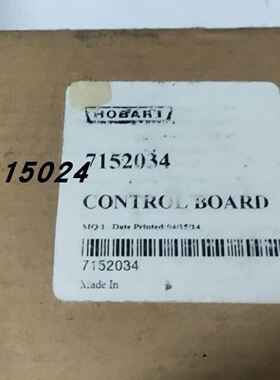 HOBART
7152034
15024
CONTROL BOARD
MQ 1 Date Printed:04/15/14
7152034
Made In